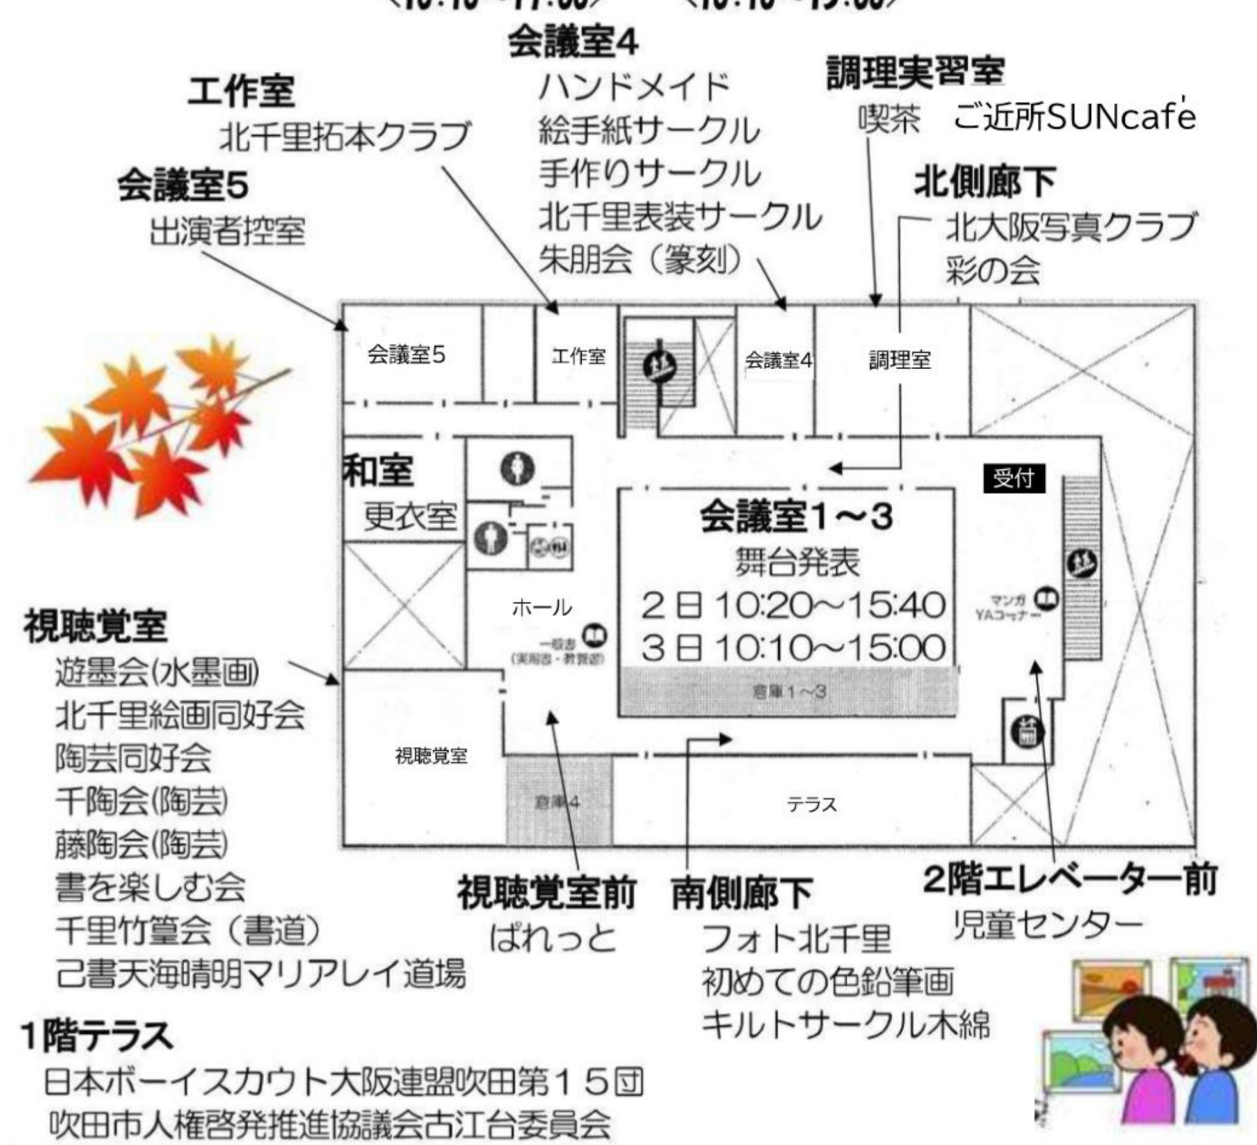 会議室4
ハンドメイド
絵手紙サークル
手作りサークル
北千里表装サークル
朱朋会（篆刻）
調理実習室
喫茶 ご近所SUNcafé
工作室
北千里拓本クラブ
会議室5
出演者控室
北側廊下
北大阪写真クラブ
彩の会
会議室5
工作室
会議室4
調理室
和室
更衣室
受付
会議室1～3
舞台発表
2日10:20～15:40
3日10:10～15:00
倉庫1～3
ホール
一般書
(実用書・教養書)
マンガ
YAコーナー
視聴覚室
遊墨会(水墨画)
北千里絵画同好会
陶芸同好会
千陶会(陶芸)
藤陶会(陶芸)
書を楽しむ会
千里竹篁会（書道）
己書天海晴明マリアレイ道場
視聴覚室
倉庫4
テラス
視聴覚室前
ぱれっと
南側廊下
フォト北千里
初めての色鉛筆画
キルトサークル木綿
2階エレベーター前
児童センター
1階テラス
日本ボーイスカウト大阪連盟吹田第15団
吹田市人権啓発推進協議会古江台委員会